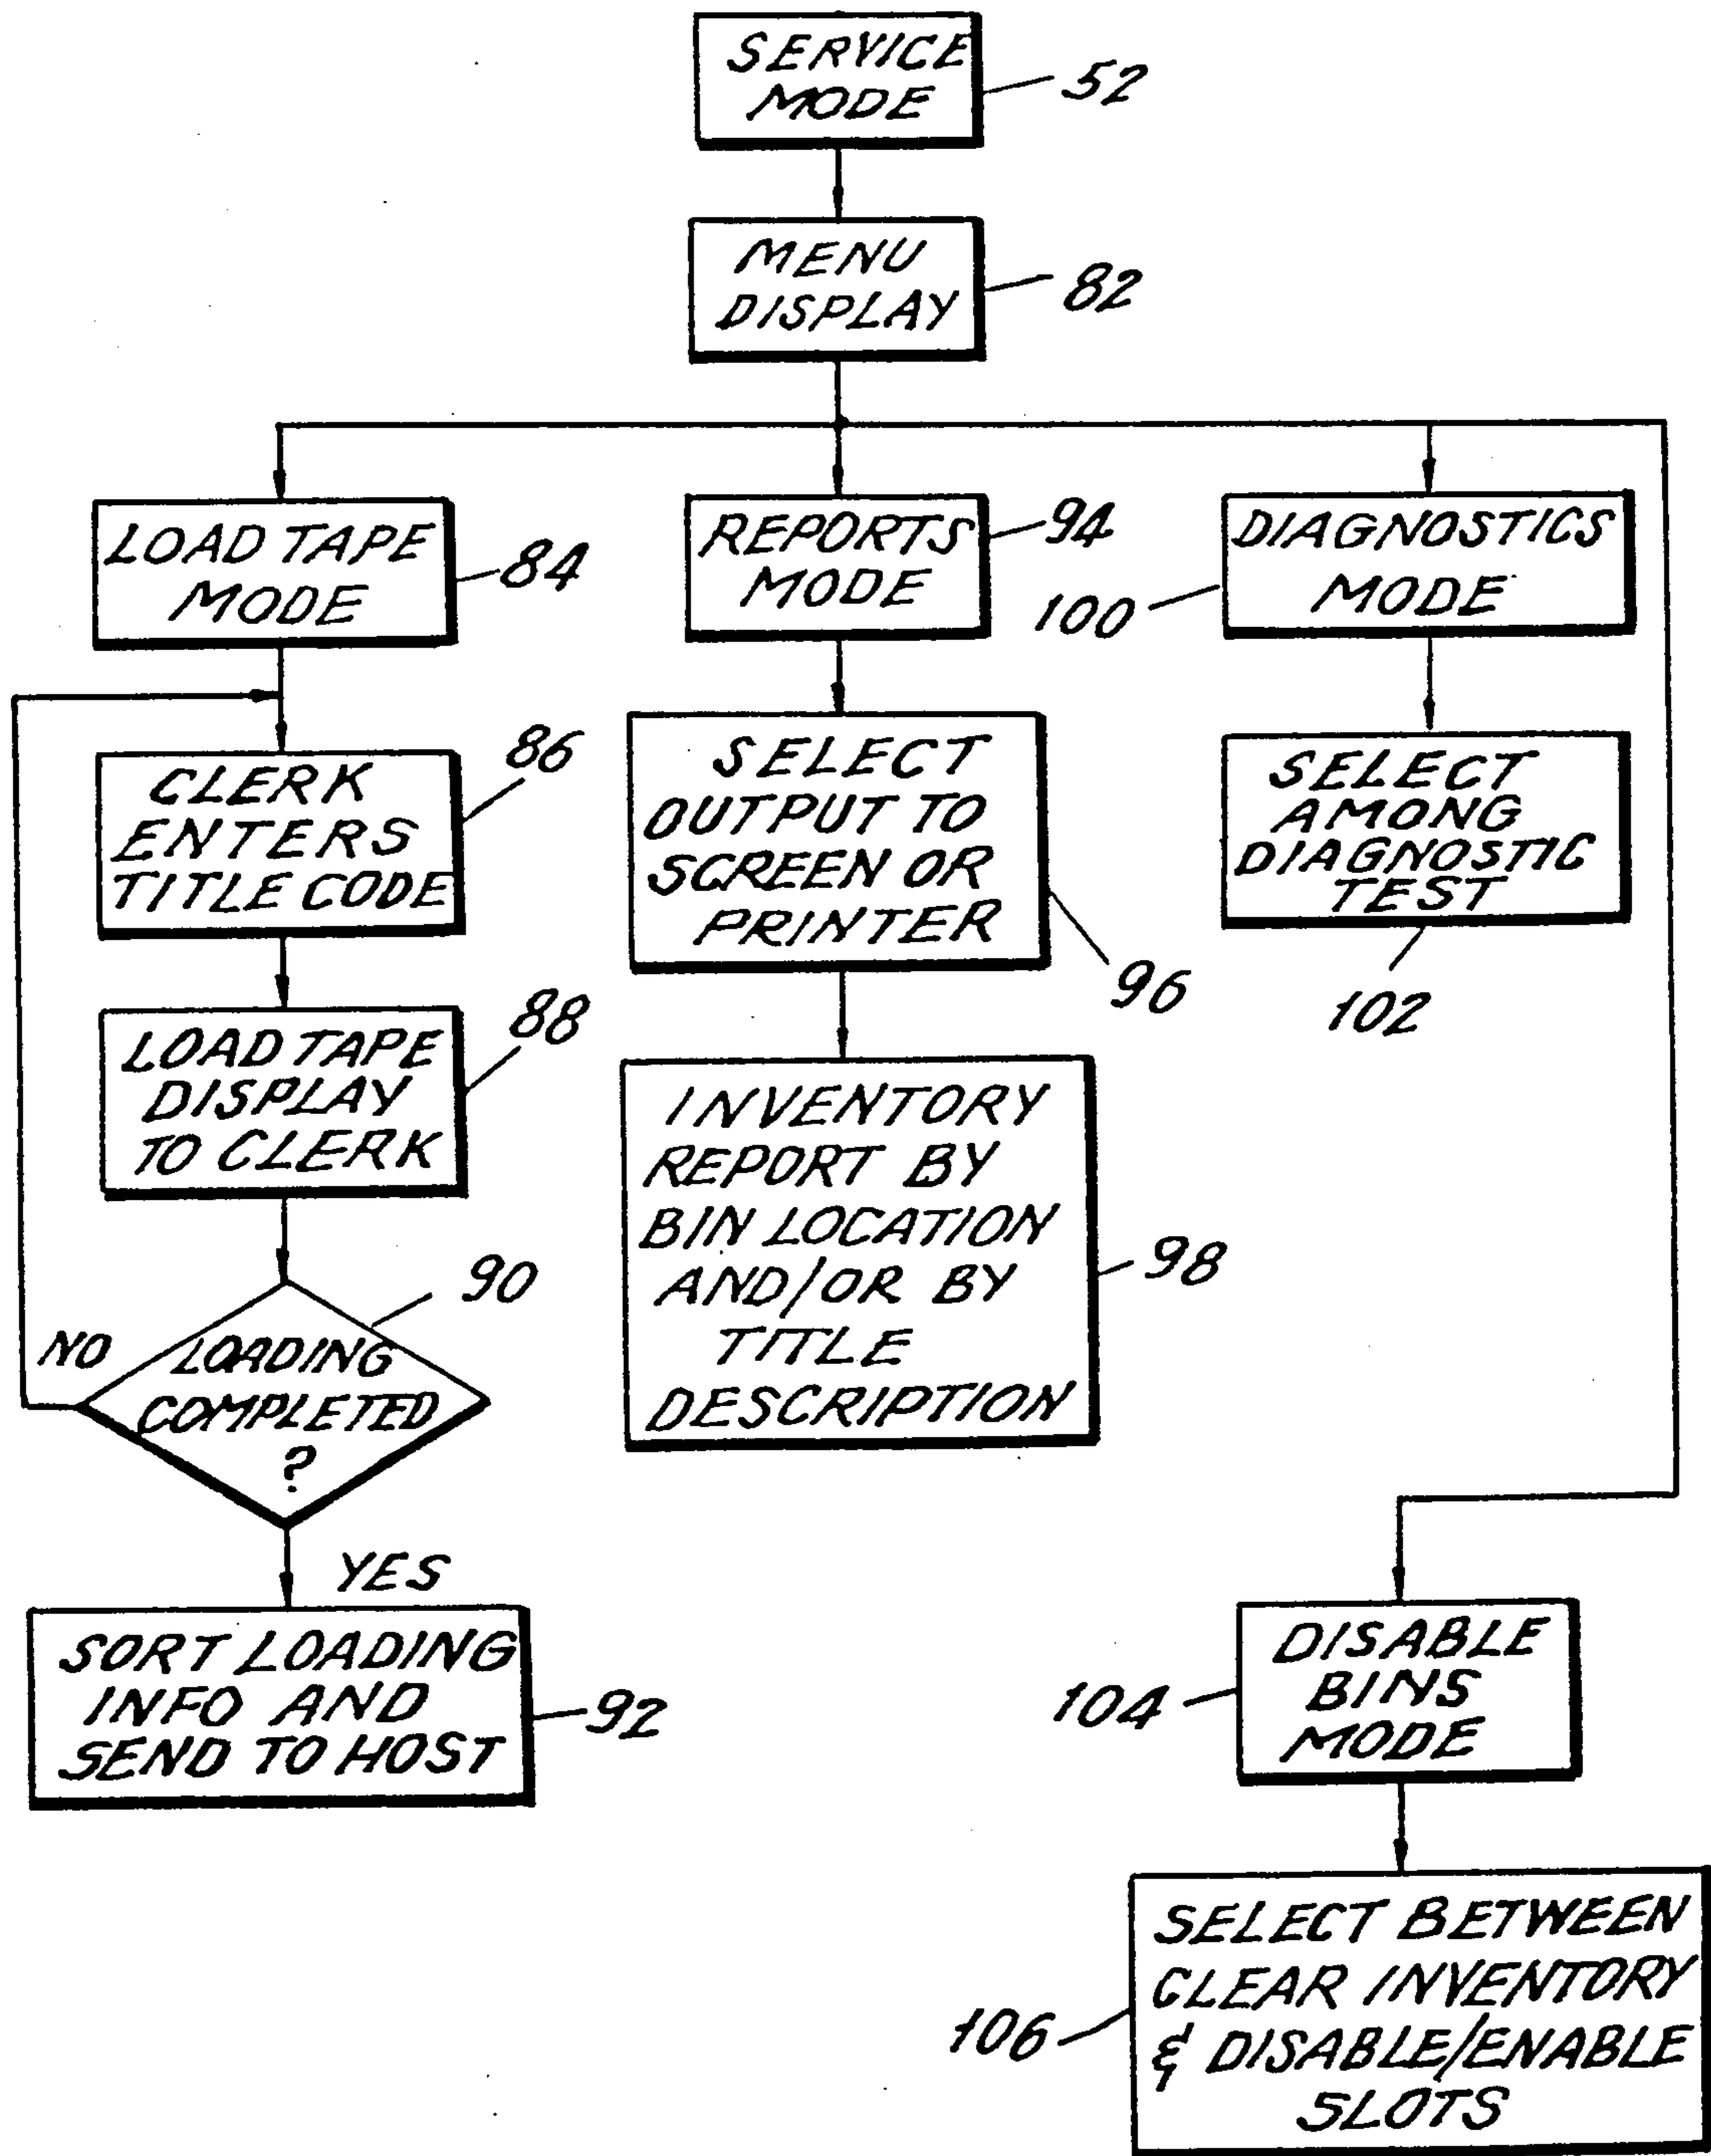 SERVICE
MODE
52
MENU
DISPLAY
82
LOAD TAPE
MODE
84
CLERK
ENTERS
TITLE CODE
86
LOAD TAPE
DISPLAY
TO CLERK
88
LOADING
COMPLETED
?
90
NO
YES
SORT LOADING
INFO AND
SEND TO HOST
92
REPORTS
MODE
94
SELECT
OUTPUT TO
SCREEN OR
PRINTER
96
INVENTORY
REPORT BY
BIN LOCATION
AND/OR BY
TITLE
DESCRIPTION
98
DIAGNOSTICS
MODE
100
SELECT
AMONG
DIAGNOSTIC
TEST
102
DISABLE
BINS
MODE
104
SELECT BETWEEN
CLEAR INVENTORY
& DISABLE/ENABLE
SLOTS
106